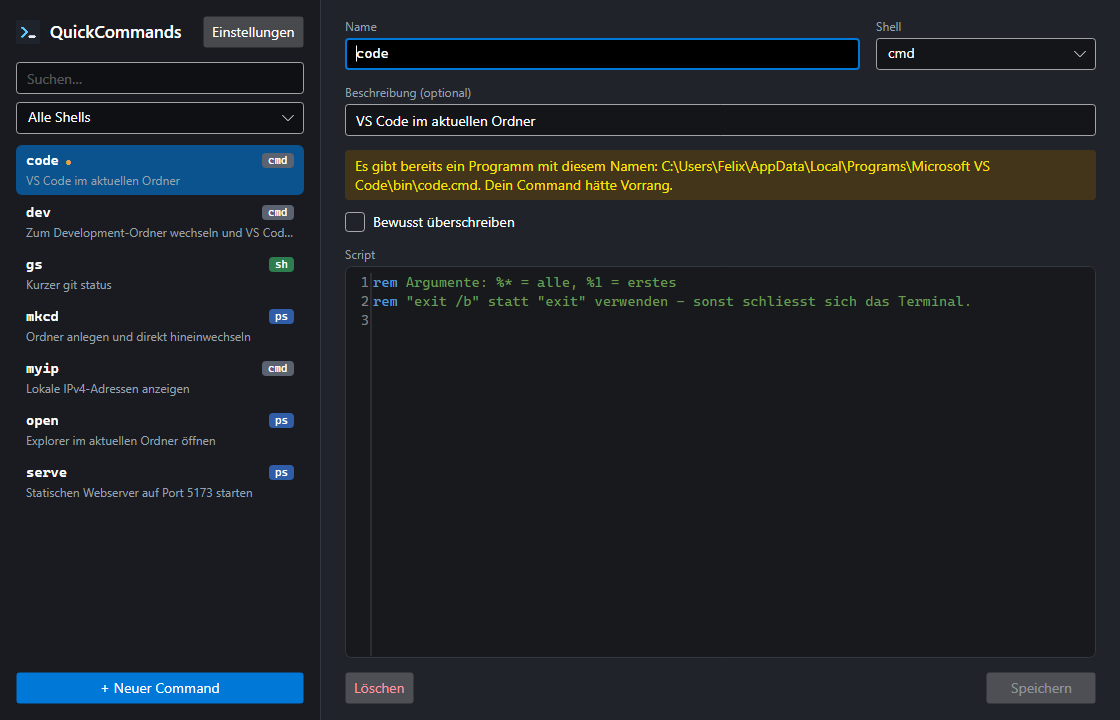 QuickCommands
Einstellungen
Suchen...
Alle Shells
code
cmd
VS Code im aktuellen Ordner
dev
cmd
Zum Development-Ordner wechseln und VS Cod...
gs
sh
Kurzer git status
mkcd
ps
Ordner anlegen und direkt hineinwechseln
myip
cmd
Lokale IPv4-Adressen anzeigen
open
ps
Explorer im aktuellen Ordner öffnen
serve
ps
Statischen Webserver auf Port 5173 starten
+ Neuer Command
Name
code
Shell
cmd
Beschreibung (optional)
VS Code im aktuellen Ordner
Es gibt bereits ein Programm mit diesem Namen: C:\Users\Felix\AppData\Local\Programs\Microsoft VS
Code\bin\code.cmd. Dein Command hätte Vorrang.
Bewusst überschreiben
Script
1 rem Argumente: %* = alle, %1 = erstes
2 rem "exit /b" statt "exit" verwenden – sonst schliesst sich das Terminal.
3
Löschen
Speichern